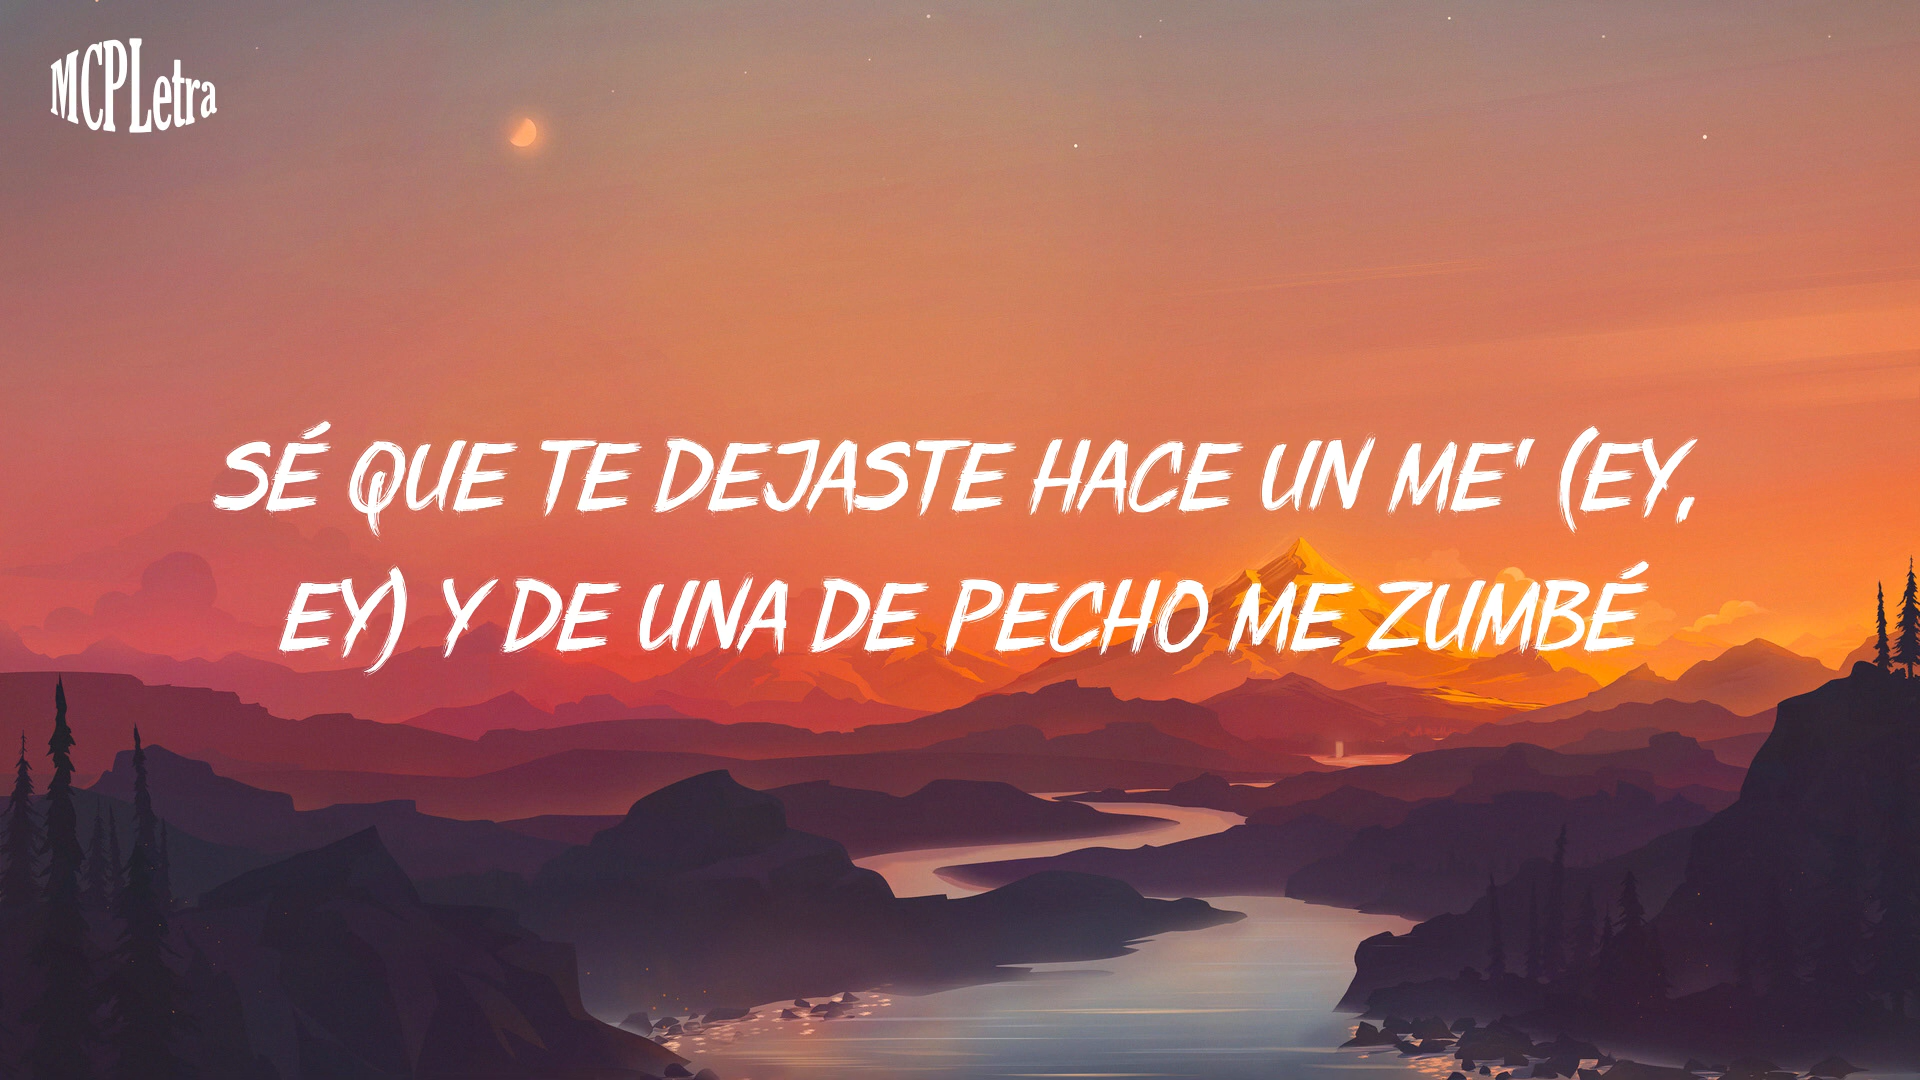 MCPLetra
SÉ QUE TE DEJASTE HACE UN ME' (EY,
EY) Y DE UNA DE PECHO ME ZUMBÉ